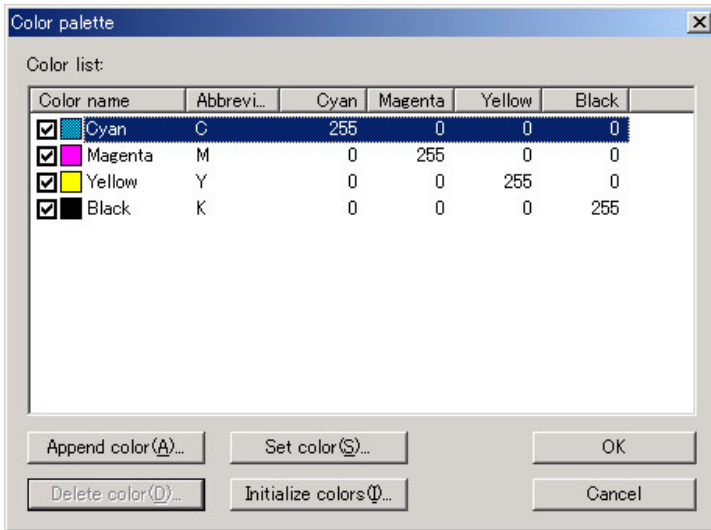 Color palette
Color list:
Color name Abbrevi... Cyan Magenta Yellow Black
Cyan C 255 0 0 0
Magenta M 0 255 0 0
Yellow Y 0 0 255 0
Black K 0 0 0 255
Append color(A)... Set color(S)... OK
Delete color(D)... Initialize colors(I)... Cancel